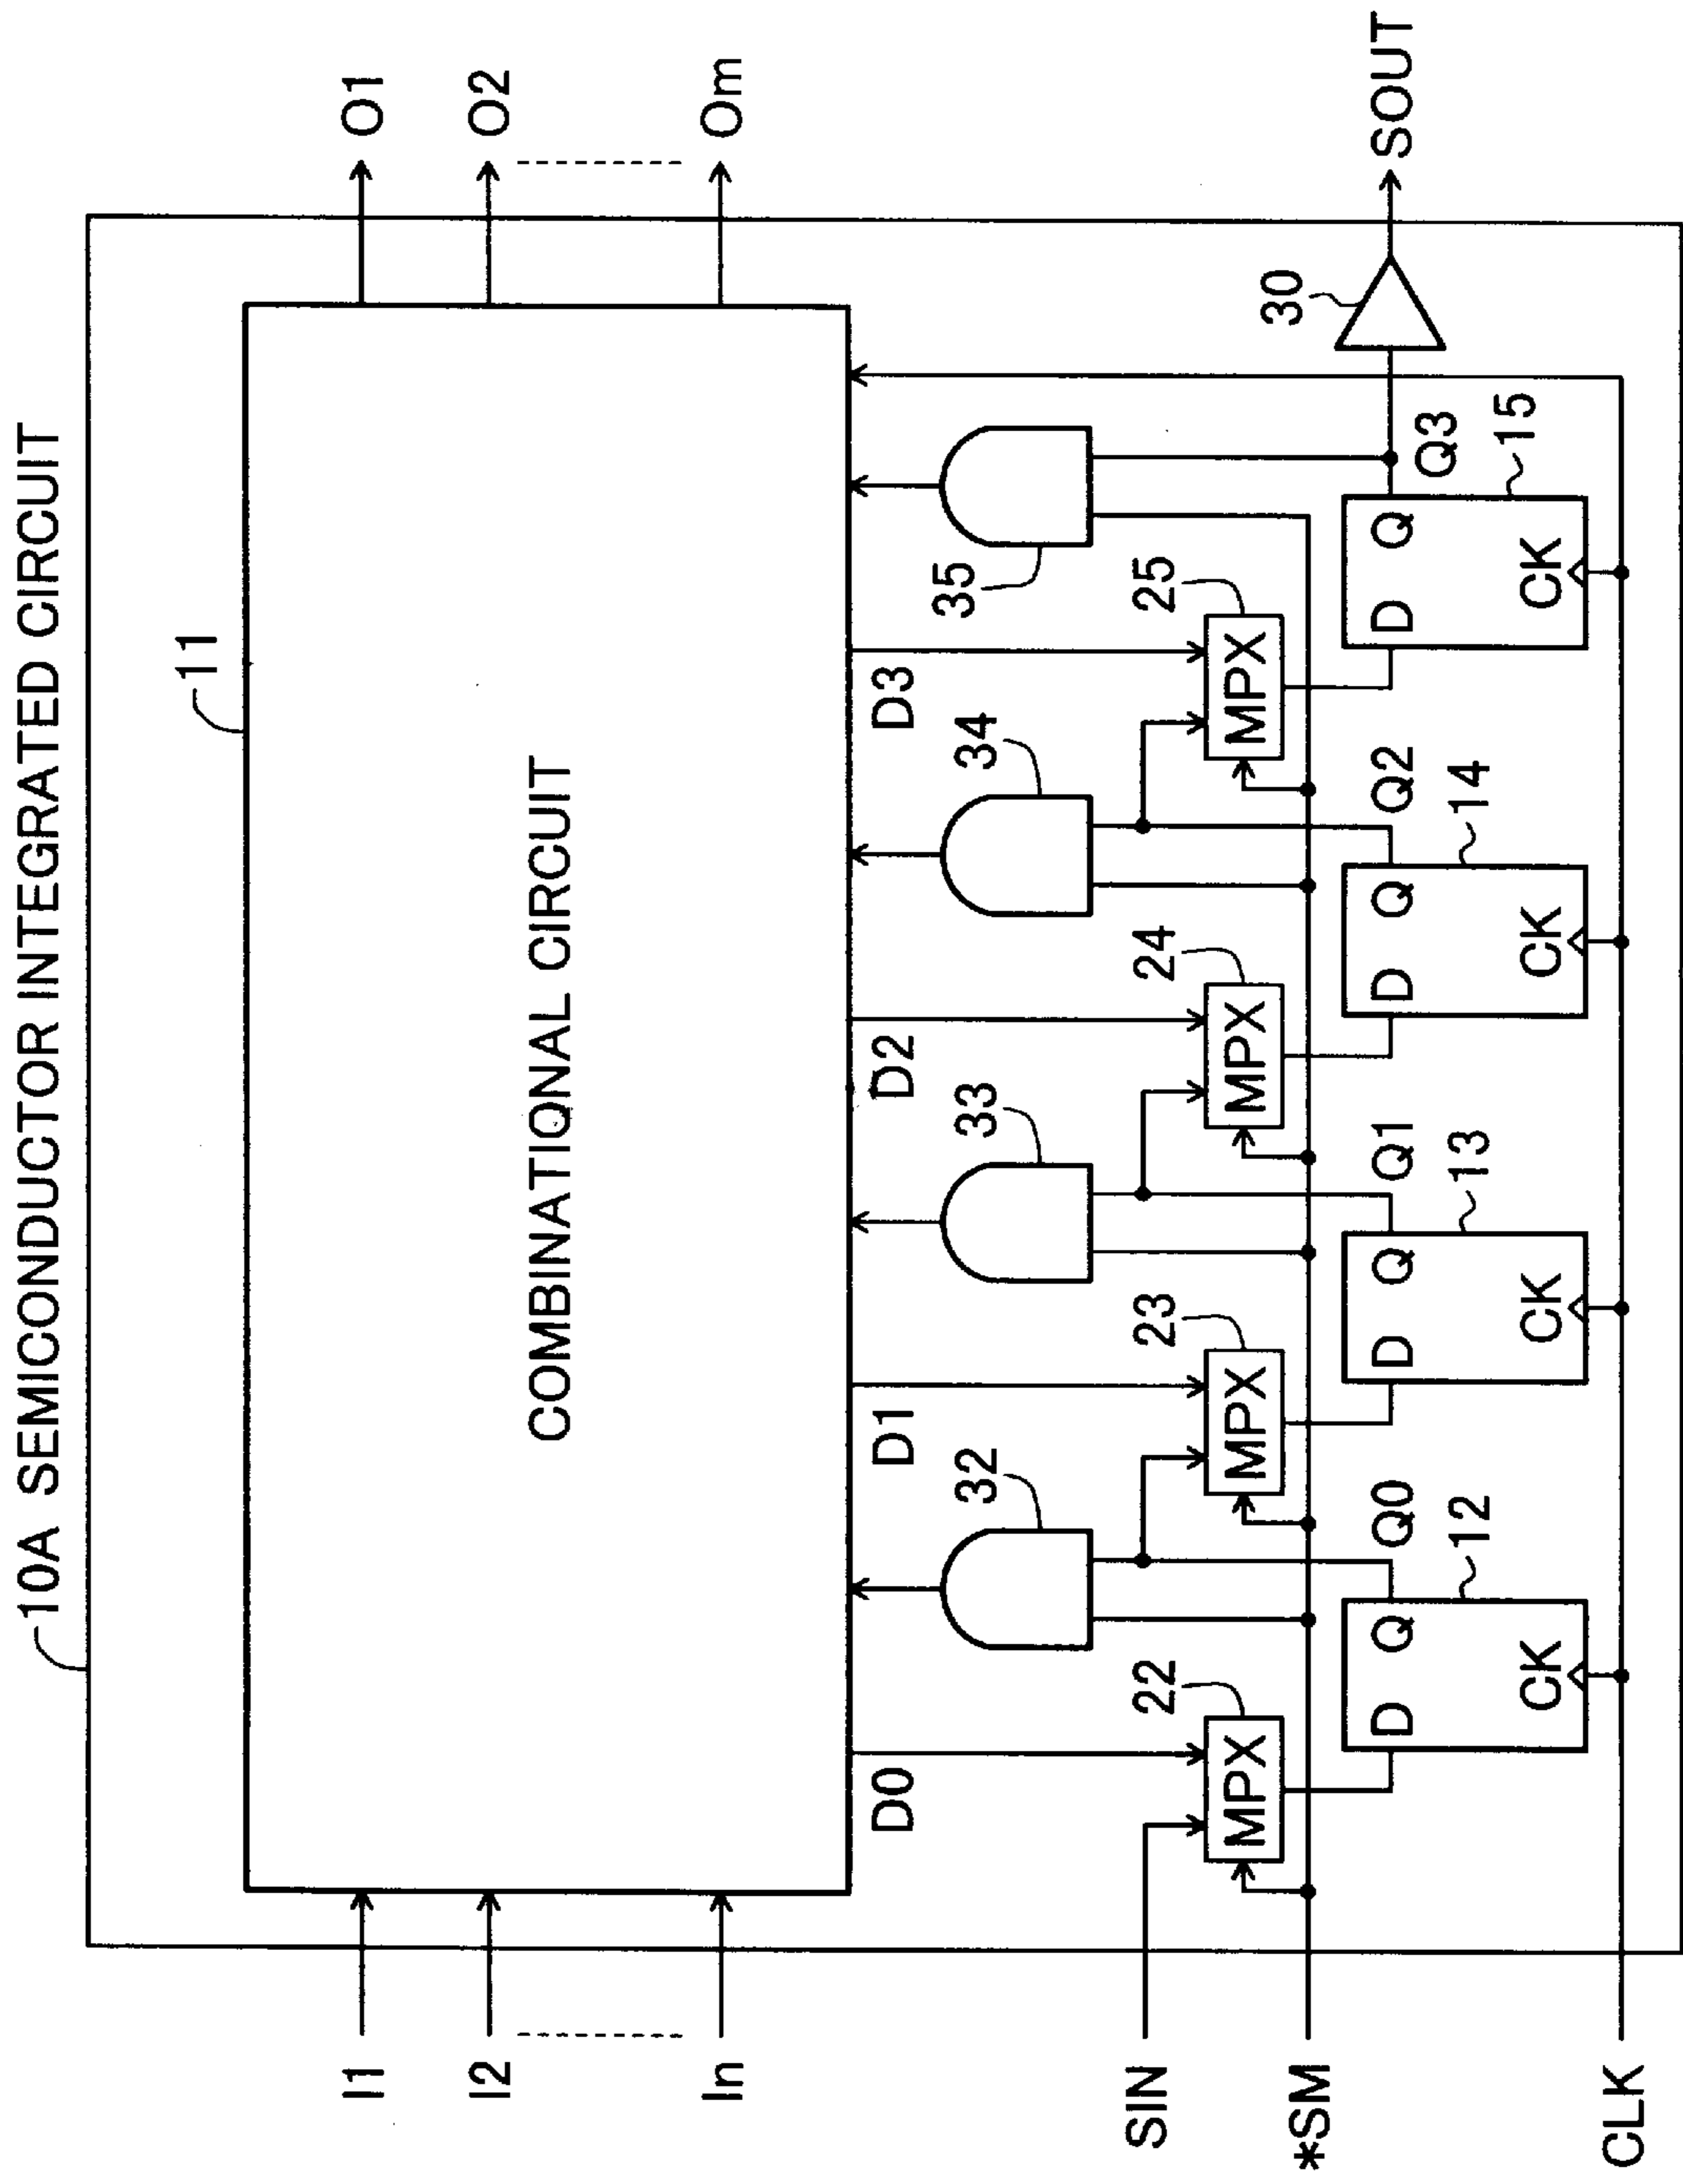 10A SEMICONDUCTOR INTEGRATED CIRCUIT
11
COMBINATIONAL CIRCUIT
I1
I2
In
O1
O2
Om
D0
D1
D2
D3
32
33
34
35
22
23
24
25
MPX
MPX
MPX
MPX
30
SIN
*SM
CLK
SOUT
Q0
Q1
Q2
Q3
12
13
14
15
D Q
CK
D Q
CK
D Q
CK
D Q
CK